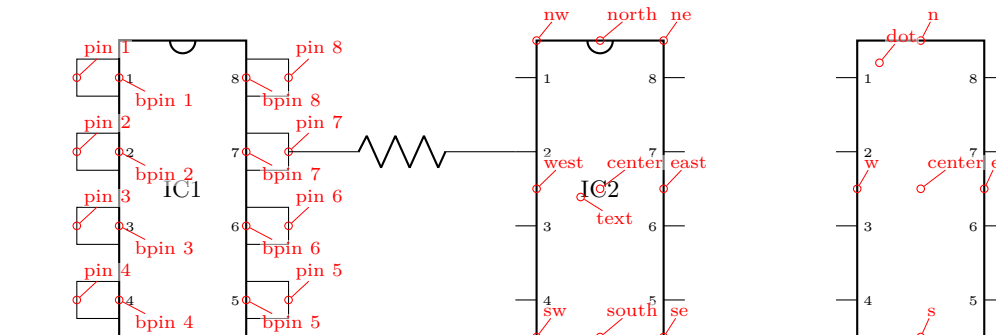 nw north ne
n
dot
pin 1 pin 8
1 8 1 8 1 8
bpin 1 bpin 8
pin 2 pin 7
2 7 2 7 2 7
bpin 2 bpin 7
west center east
w center
IC1 IC2
text
pin 3 pin 6
3 6 3 6 3 6
bpin 3 bpin 6
pin 4 pin 5
4 5 4 5 4 5
sw south se
s
bpin 4 bpin 5